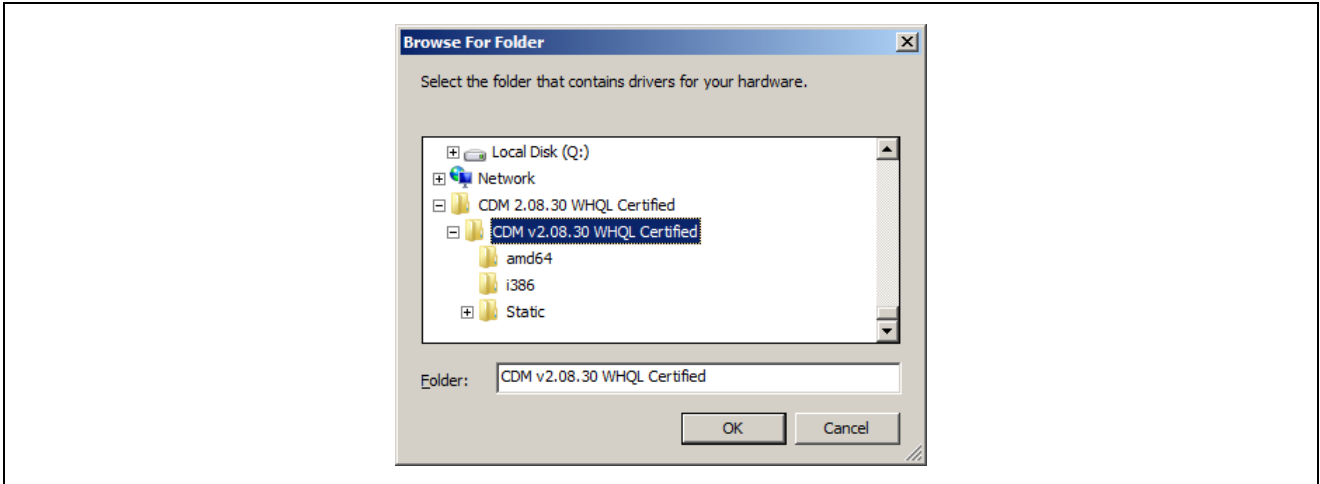 Browse For Folder
Select the folder that contains drivers for your hardware.
Local Disk (Q:)
Network
CDM 2.08.30 WHQL Certified
CDM v2.08.30 WHQL Certified
amd64
i386
Static
Folder: CDM v2.08.30 WHQL Certified
OK Cancel